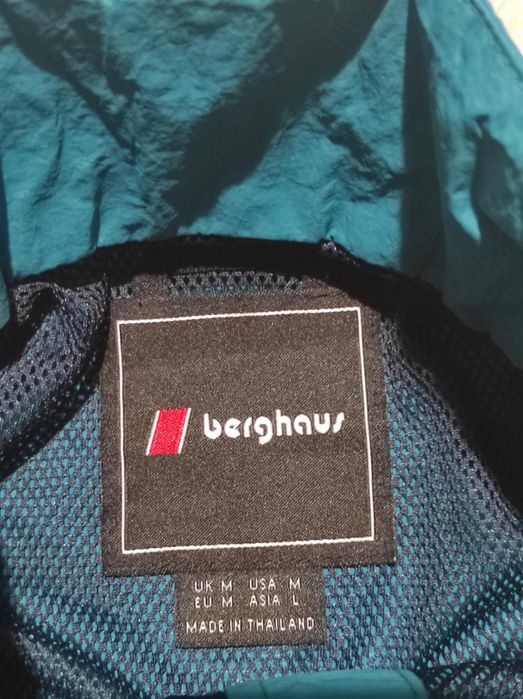 berghaus
UK M USA M
EU M ASIA L
MADE IN THAILAND